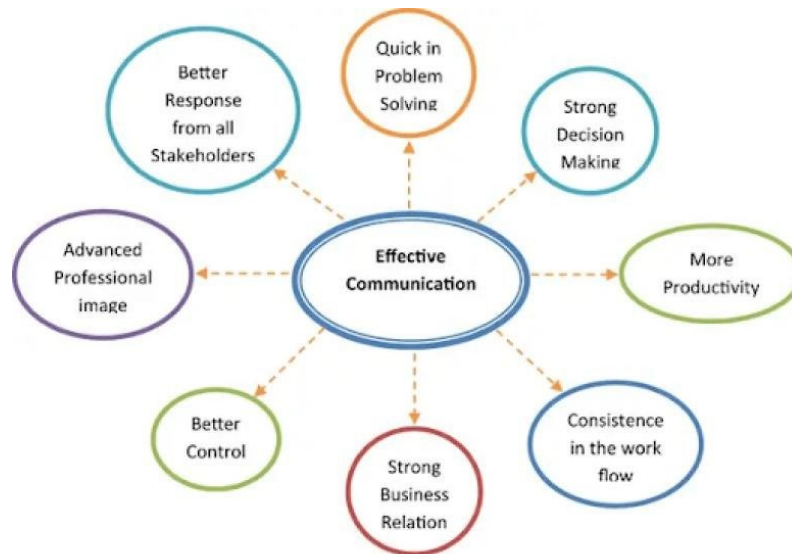 Better
Response
from all
Stakeholders
Quick in
Problem
Solving
Strong
Decision
Making
Advanced
Professional
image
Effective
Communication
More
Productivity
Better
Control
Strong
Business
Relation
Consistence
in the work
flow